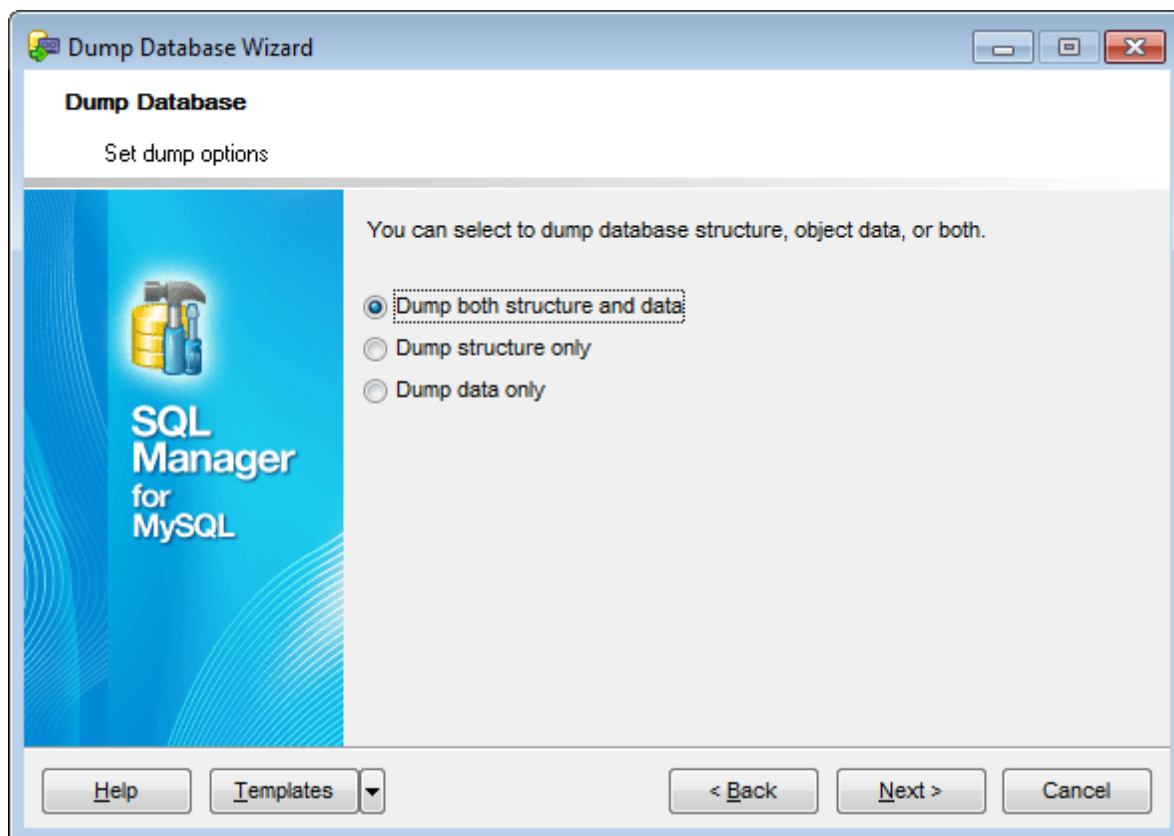 Dump Database Wizard
Dump Database
Set dump options
You can select to dump database structure, object data, or both.
Dump both structure and data
Dump structure only
Dump data only
SQL
Manager
for
MySQL
Help
Templates
< Back
Next >
Cancel